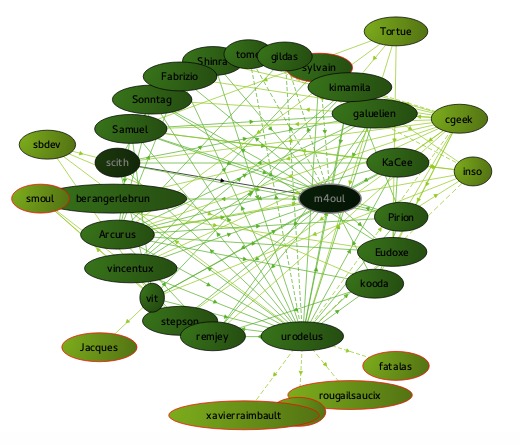 Tortue
tom
gildas
Shinra
sylvain
Fabrizio
kimamila
Sonntag
galuelien
cgeek
Samuel
sbdev
scith
KaCee
inso
smoul
berangerlebrun
m4oul
Pirion
Arcurus
Eudoxe
vincentux
kooda
vit
stepson
remjey
urodelus
Jacques
fatalas
rougailsaucix
xavierraimbault